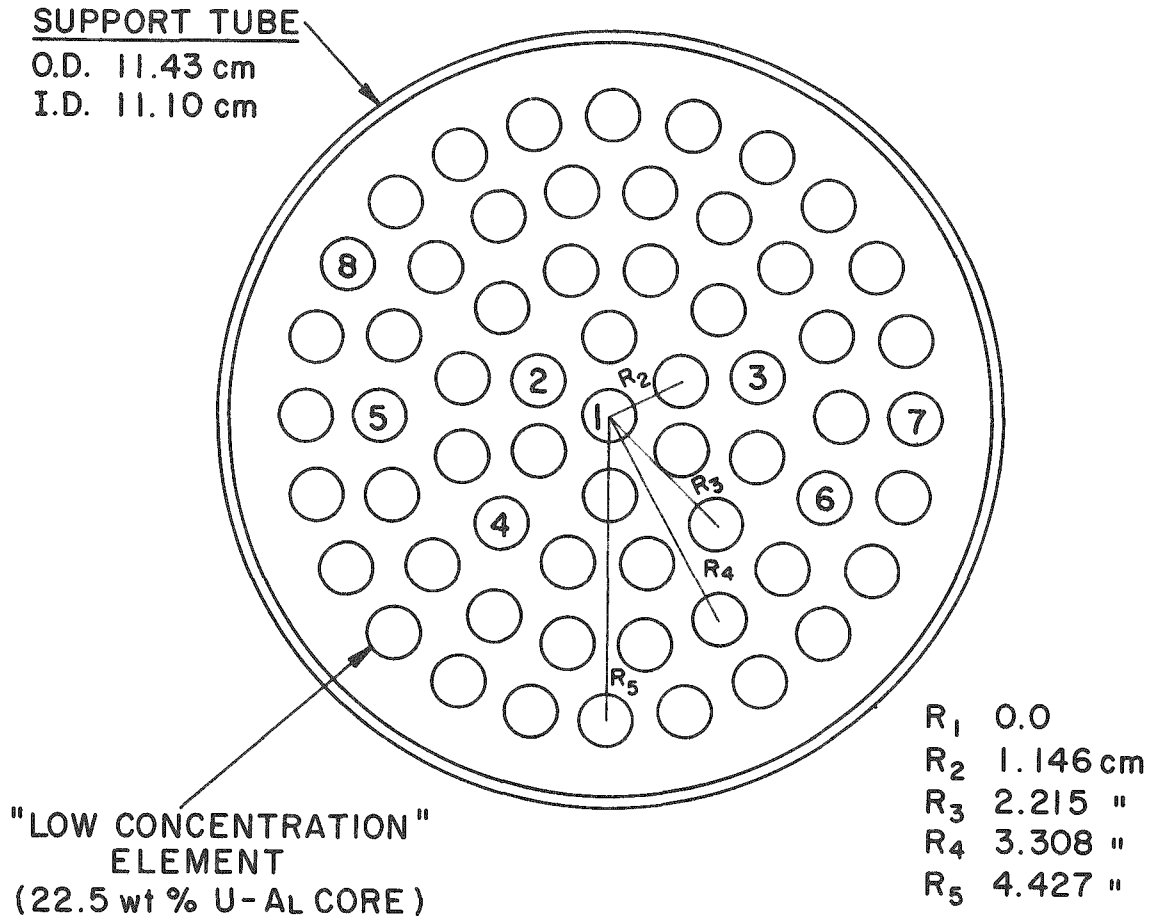 SUPPORT TUBE
O.D. 11.43 cm
I.D. 11.10 cm
8
2
3
R2
1
5
7
R3
6
4
R4
R5
"LOW CONCENTRATION"
ELEMENT
(22.5 wt % U-AL CORE)
R1 0.0
R2 1.146 cm
R3 2.215 "
R4 3.308 "
R5 4.427 "